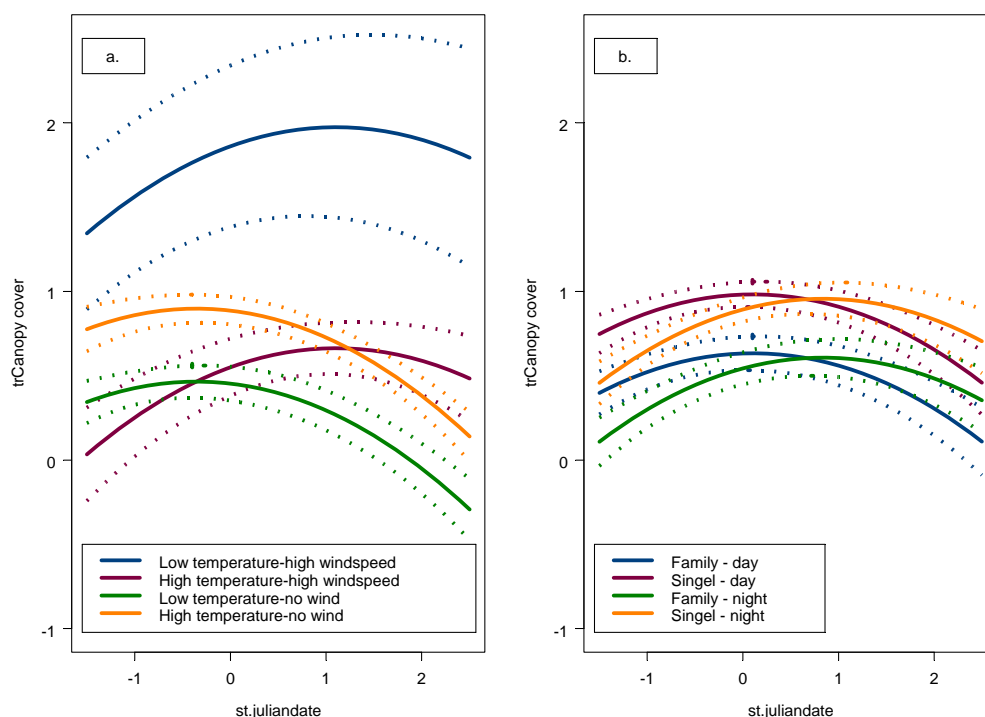 a.
trCanopy cover
2
1
0
-1
Low temperature-high windspeed
High temperature-high windspeed
Low temperature-no wind
High temperature-no wind
-1 0 1 2
st.juliandate
b.
trCanopy cover
2
1
0
-1
Family - day
Singel - day
Family - night
Singel - night
-1 0 1 2
st.juliandate